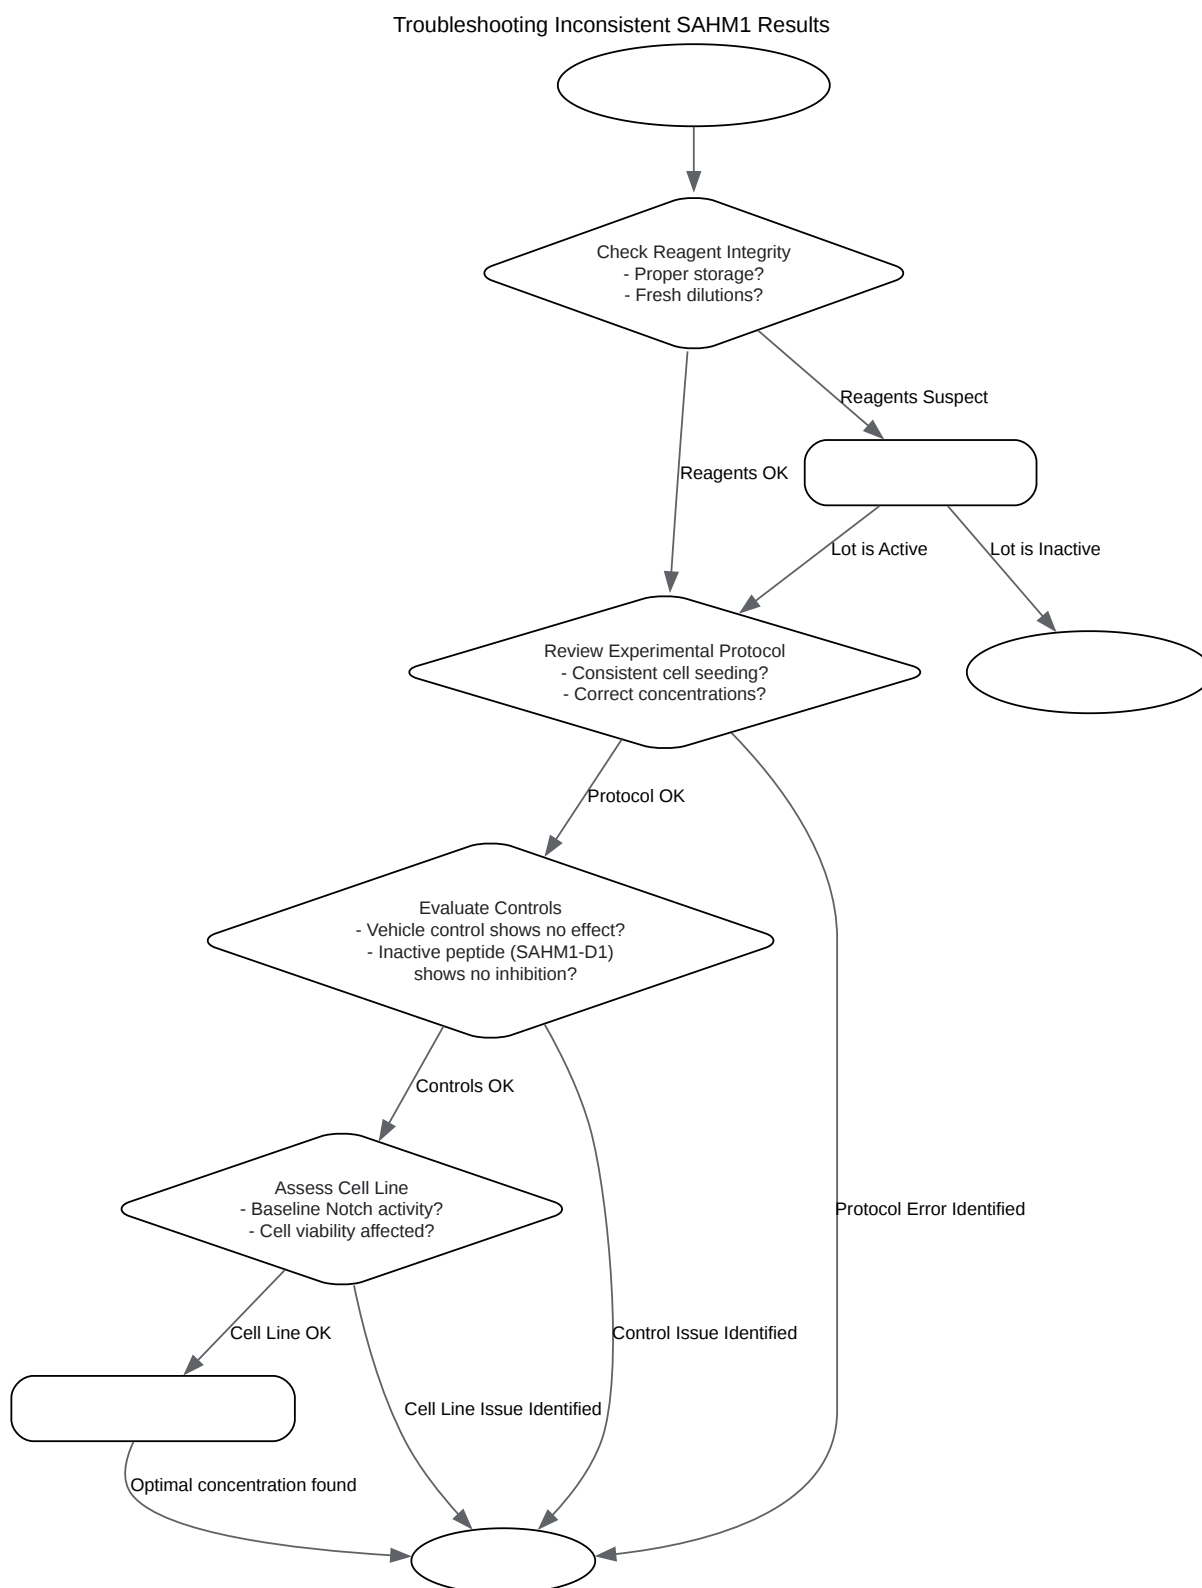 Troubleshooting Inconsistent SAHM1 Results
Check Reagent Integrity
- Proper storage?
- Fresh dilutions?
Reagents Suspect
Reagents OK
Lot is Active
Lot is Inactive
Review Experimental Protocol
- Consistent cell seeding?
- Correct concentrations?
Protocol OK
Evaluate Controls
- Vehicle control shows no effect?
- Inactive peptide (SAHM1-D1)
shows no inhibition?
Controls OK
Assess Cell Line
- Baseline Notch activity?
- Cell viability affected?
Protocol Error Identified
Cell Line OK
Control Issue Identified
Cell Line Issue Identified
Optimal concentration found